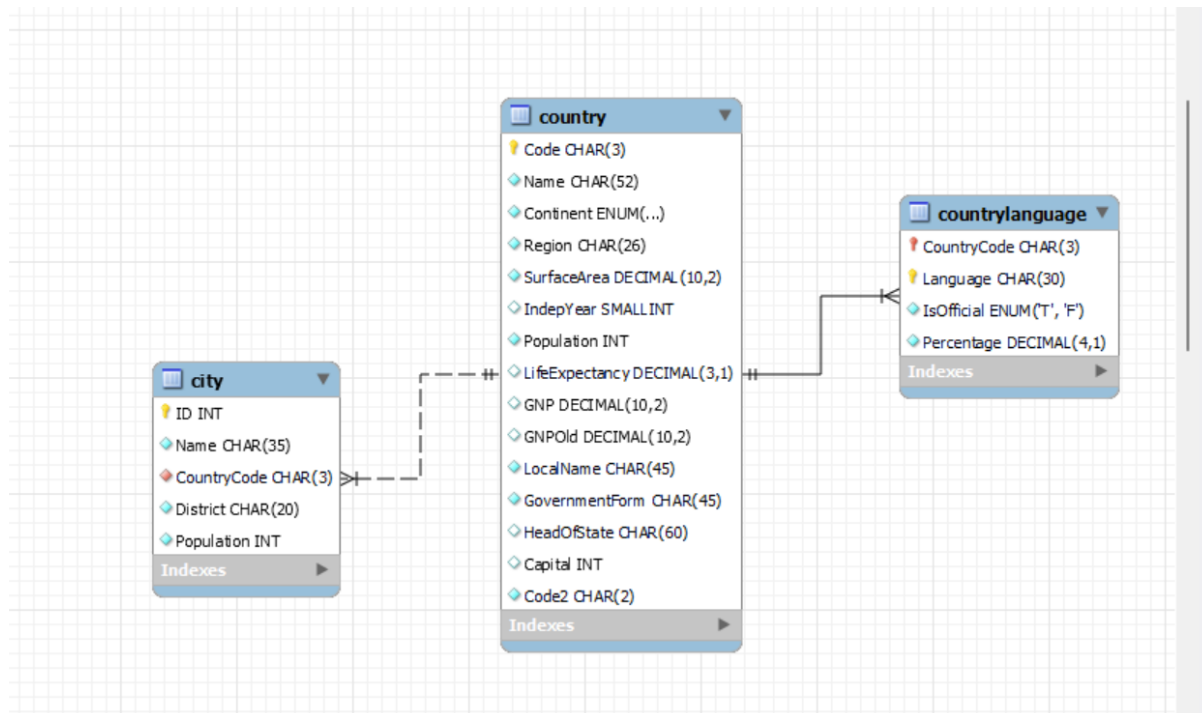 country
Code CHAR(3)
Name CHAR(52)
Continent ENUM(...)
Region CHAR(26)
SurfaceArea DECIMAL(10,2)
IndepYear SMALLINT
Population INT
LifeExpectancy DECIMAL(3,1)
GNP DECIMAL(10,2)
GNPOld DECIMAL(10,2)
LocalName CHAR(45)
GovernmentForm CHAR(45)
HeadOfState CHAR(60)
Capital INT
Code2 CHAR(2)
Indexes
countrylanguage
CountryCode CHAR(3)
Language CHAR(30)
IsOfficial ENUM('T', 'F')
Percentage DECIMAL(4,1)
Indexes
city
ID INT
Name CHAR(35)
CountryCode CHAR(3)
District CHAR(20)
Population INT
Indexes